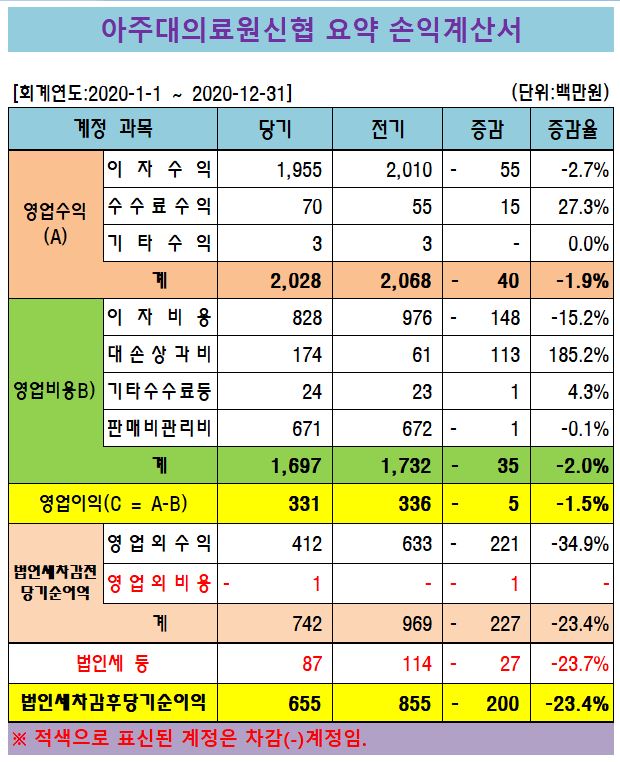 아주대의료원신협 요약 손익계산서
[회계연도:2020-1-1 ~ 2020-12-31] (단위:백만원)
계정 과목 당기 전기 증감 증감율
영업수익(A)
이 자 수 익 1,955 2,010 - 55 -2.7%
수수료수익 70 55 15 27.3%
기 타 수 익 3 3 - 0.0%
계 2,028 2,068 - 40 -1.9%
영업비용B)
이 자 비 용 828 976 - 148 -15.2%
대손상각비 174 61 113 185.2%
기타수수료등 24 23 1 4.3%
판매비관리비 671 672 - 1 -0.1%
계 1,697 1,732 - 35 -2.0%
영업이익(C = A-B) 331 336 - 5 -1.5%
법인세차감전
당기순이익
영업외수익 412 633 - 221 -34.9%
영업외비용 - 1 - - 1 -
계 742 969 - 227 -23.4%
법인세 등 87 114 - 27 -23.7%
법인세차감후당기순이익 655 855 - 200 -23.4%
※ 적색으로 표신된 계정은 차감(-)계정임.